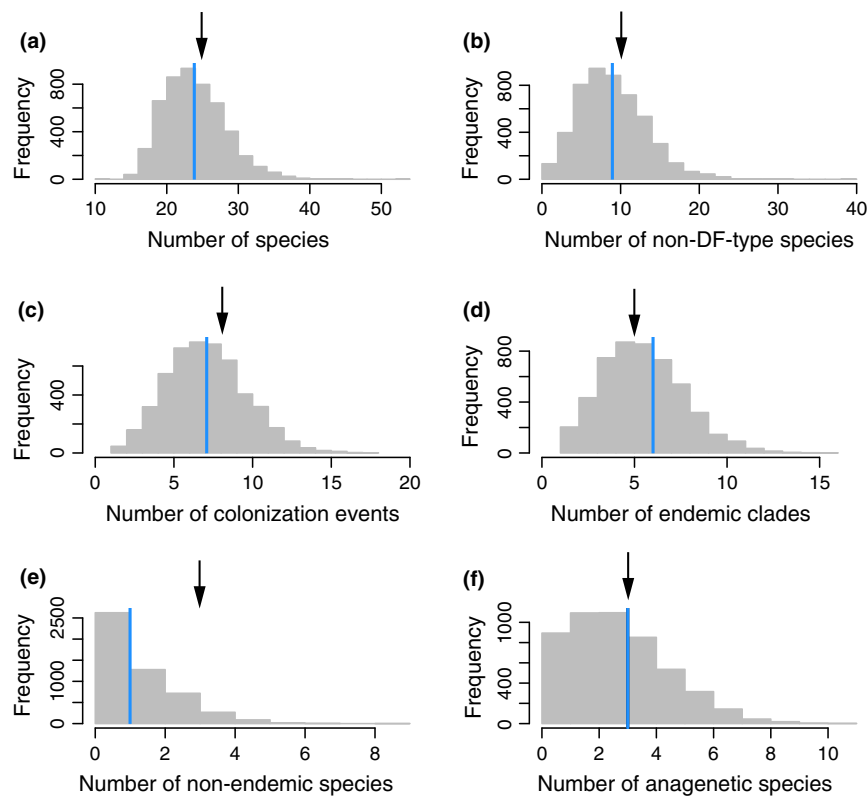 (a)
Frequency
0 400 800
10 20 30 40 50
Number of species
(b)
Frequency
0 400 800
0 10 20 30 40
Number of non-DF-type species
(c)
Frequency
0 400
0 5 10 15 20
Number of colonization events
(d)
Frequency
0 400 800
0 5 10 15
Number of endemic clades
(e)
Frequency
0 1000 2500
0 2 4 6 8
Number of non-endemic species
(f)
Frequency
0 400 1000
0 2 4 6 8 10
Number of anagenetic species